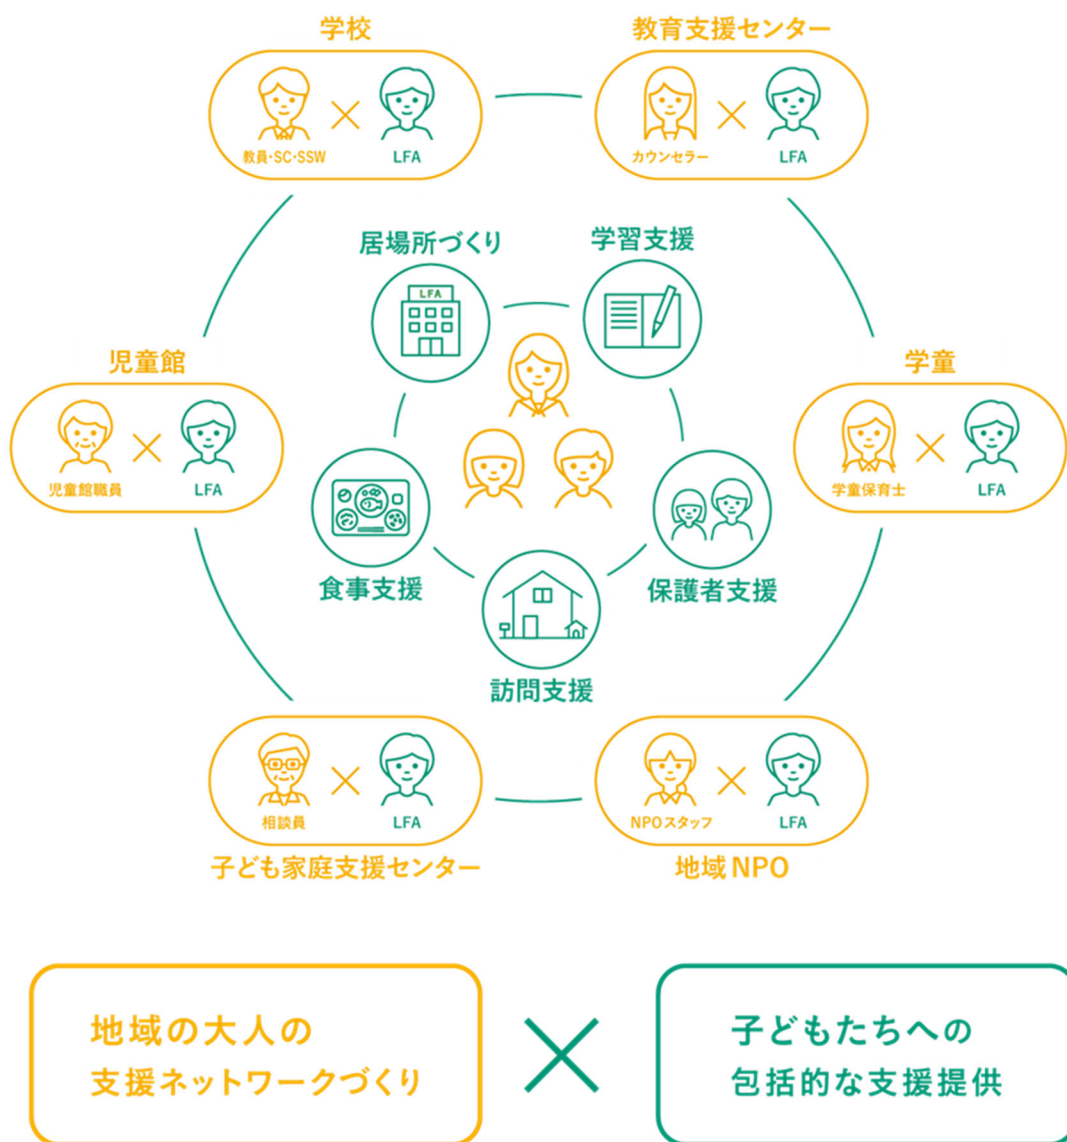 学校
教育支援センター
教員・SC・SSW
LFA
カウンセラー
LFA
居場所づくり
学習支援
LFA
児童館
学童
児童館職員
LFA
学童保育士
LFA
食事支援
保護者支援
訪問支援
相談員
LFA
NPOスタッフ
LFA
子ども家庭支援センター
地域NPO
地域の大人の
支援ネットワークづくり
子どもたちへの
包括的な支援提供